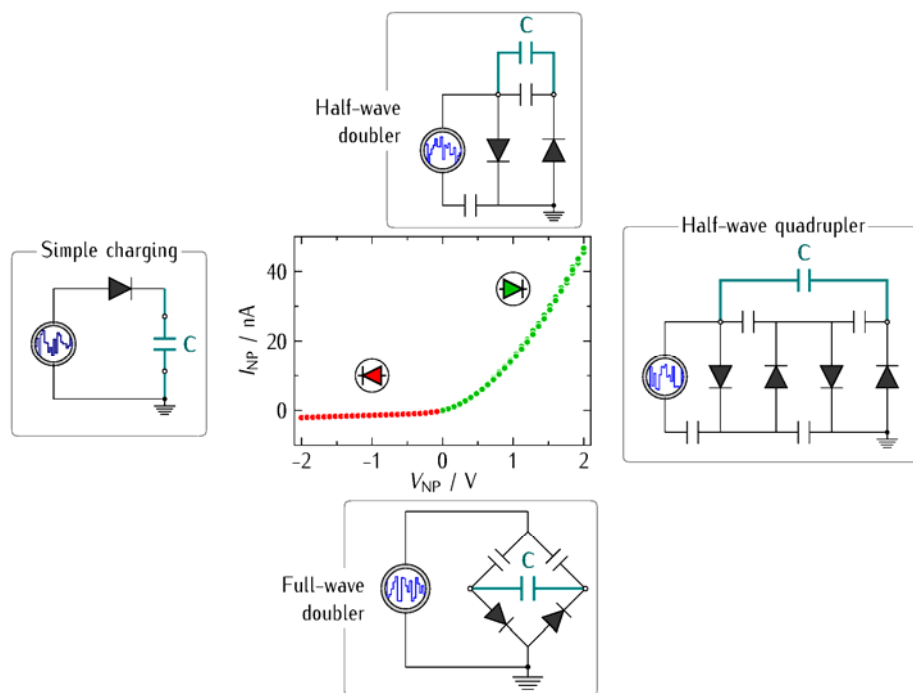 C
Half-wave
doubler
Simple charging
C
I_NP / nA
40
20
0
−2
−1
0
1
2
V_NP / V
Half-wave quadrupler
C
Full-wave
doubler
C